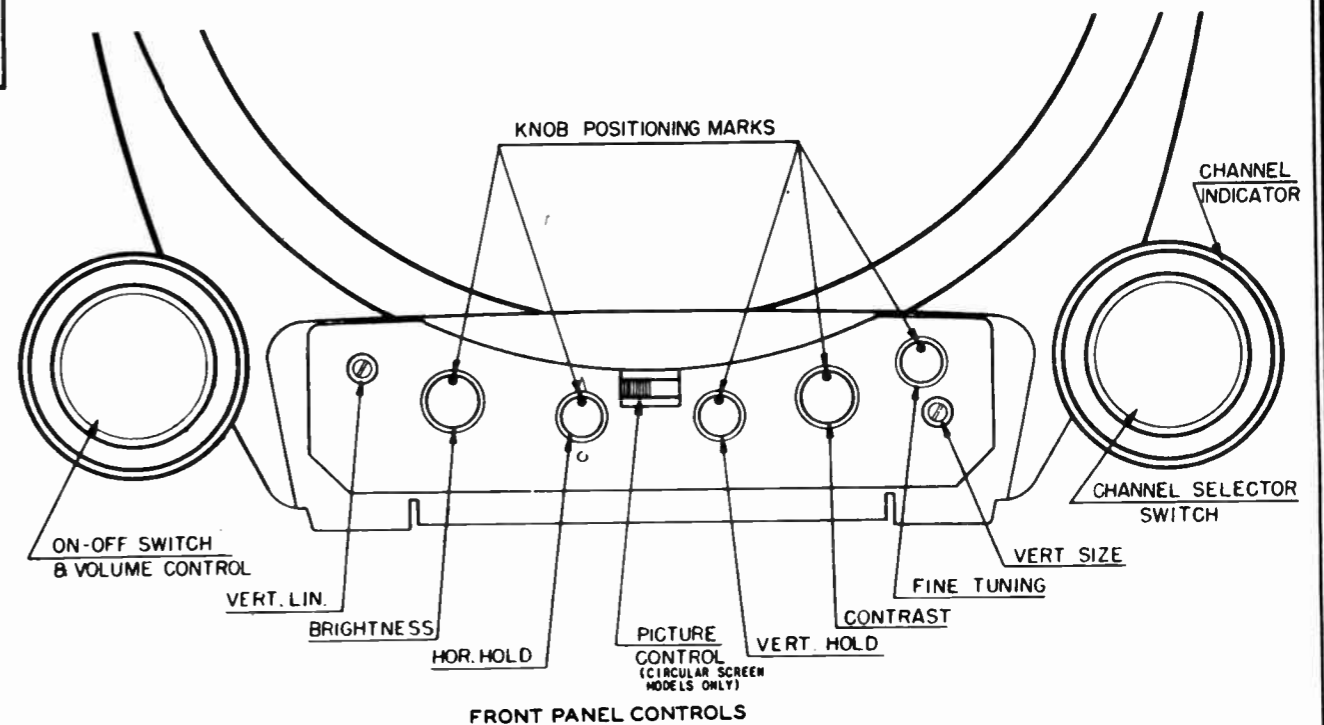 KNOB POSITIONING MARKS
CHANNEL
INDICATOR
ON-OFF SWITCH
& VOLUME CONTROL
VERT. LIN.
BRIGHTNESS
HOR. HOLD
PICTURE
CONTROL
(CIRCULAR SCREEN
MODELS ONLY)
VERT. HOLD
CONTRAST
FINE TUNING
VERT SIZE
CHANNEL SELECTOR
SWITCH
FRONT PANEL CONTROLS